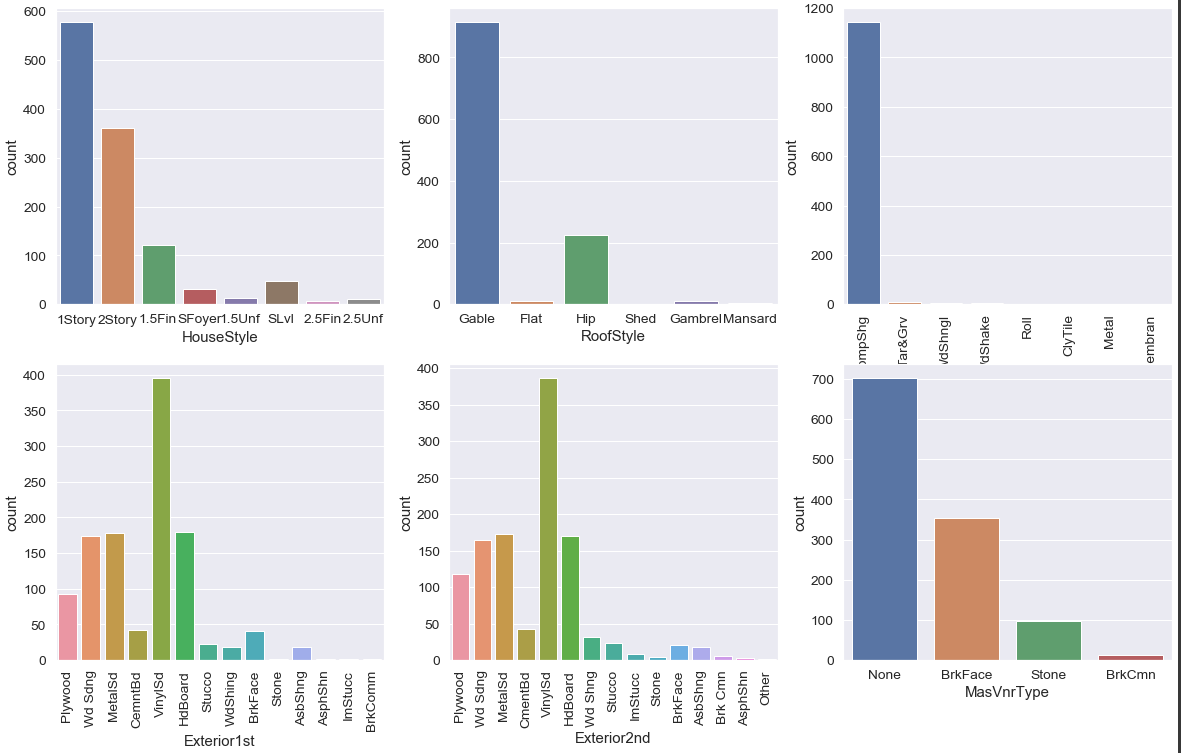 600
500
400
300
200
100
0
count
1Story 2Story 1.5Fin SFoyer 1.5Unf SLvl 2.5Fin 2.5Unf
HouseStyle
800
600
400
200
0
count
Gable Flat Hip Shed Gambrel Mansard
RoofStyle
1200
1000
800
600
400
200
0
count
ompShg
Tar&Grv
WdShngl
WdShake
Roll
ClyTile
Metal
embran
400
350
300
250
200
150
100
50
0
count
Plywood
Wd Sdng
MetalSd
CemntBd
VinylSd
HdBoard
Stucco
WdShing
BrkFace
Stone
AsbShng
AsphShn
ImStucc
BrkComm
Exterior1st
400
350
300
250
200
150
100
50
0
count
Plywood
Wd Sdng
MetalSd
CmentBd
VinylSd
HdBoard
Wd Shng
Stucco
ImStucc
Stone
BrkFace
AsbShng
Brk Cmn
AsphShn
Other
Exterior2nd
700
600
500
400
300
200
100
0
count
None BrkFace Stone BrkCmn
MasVnrType